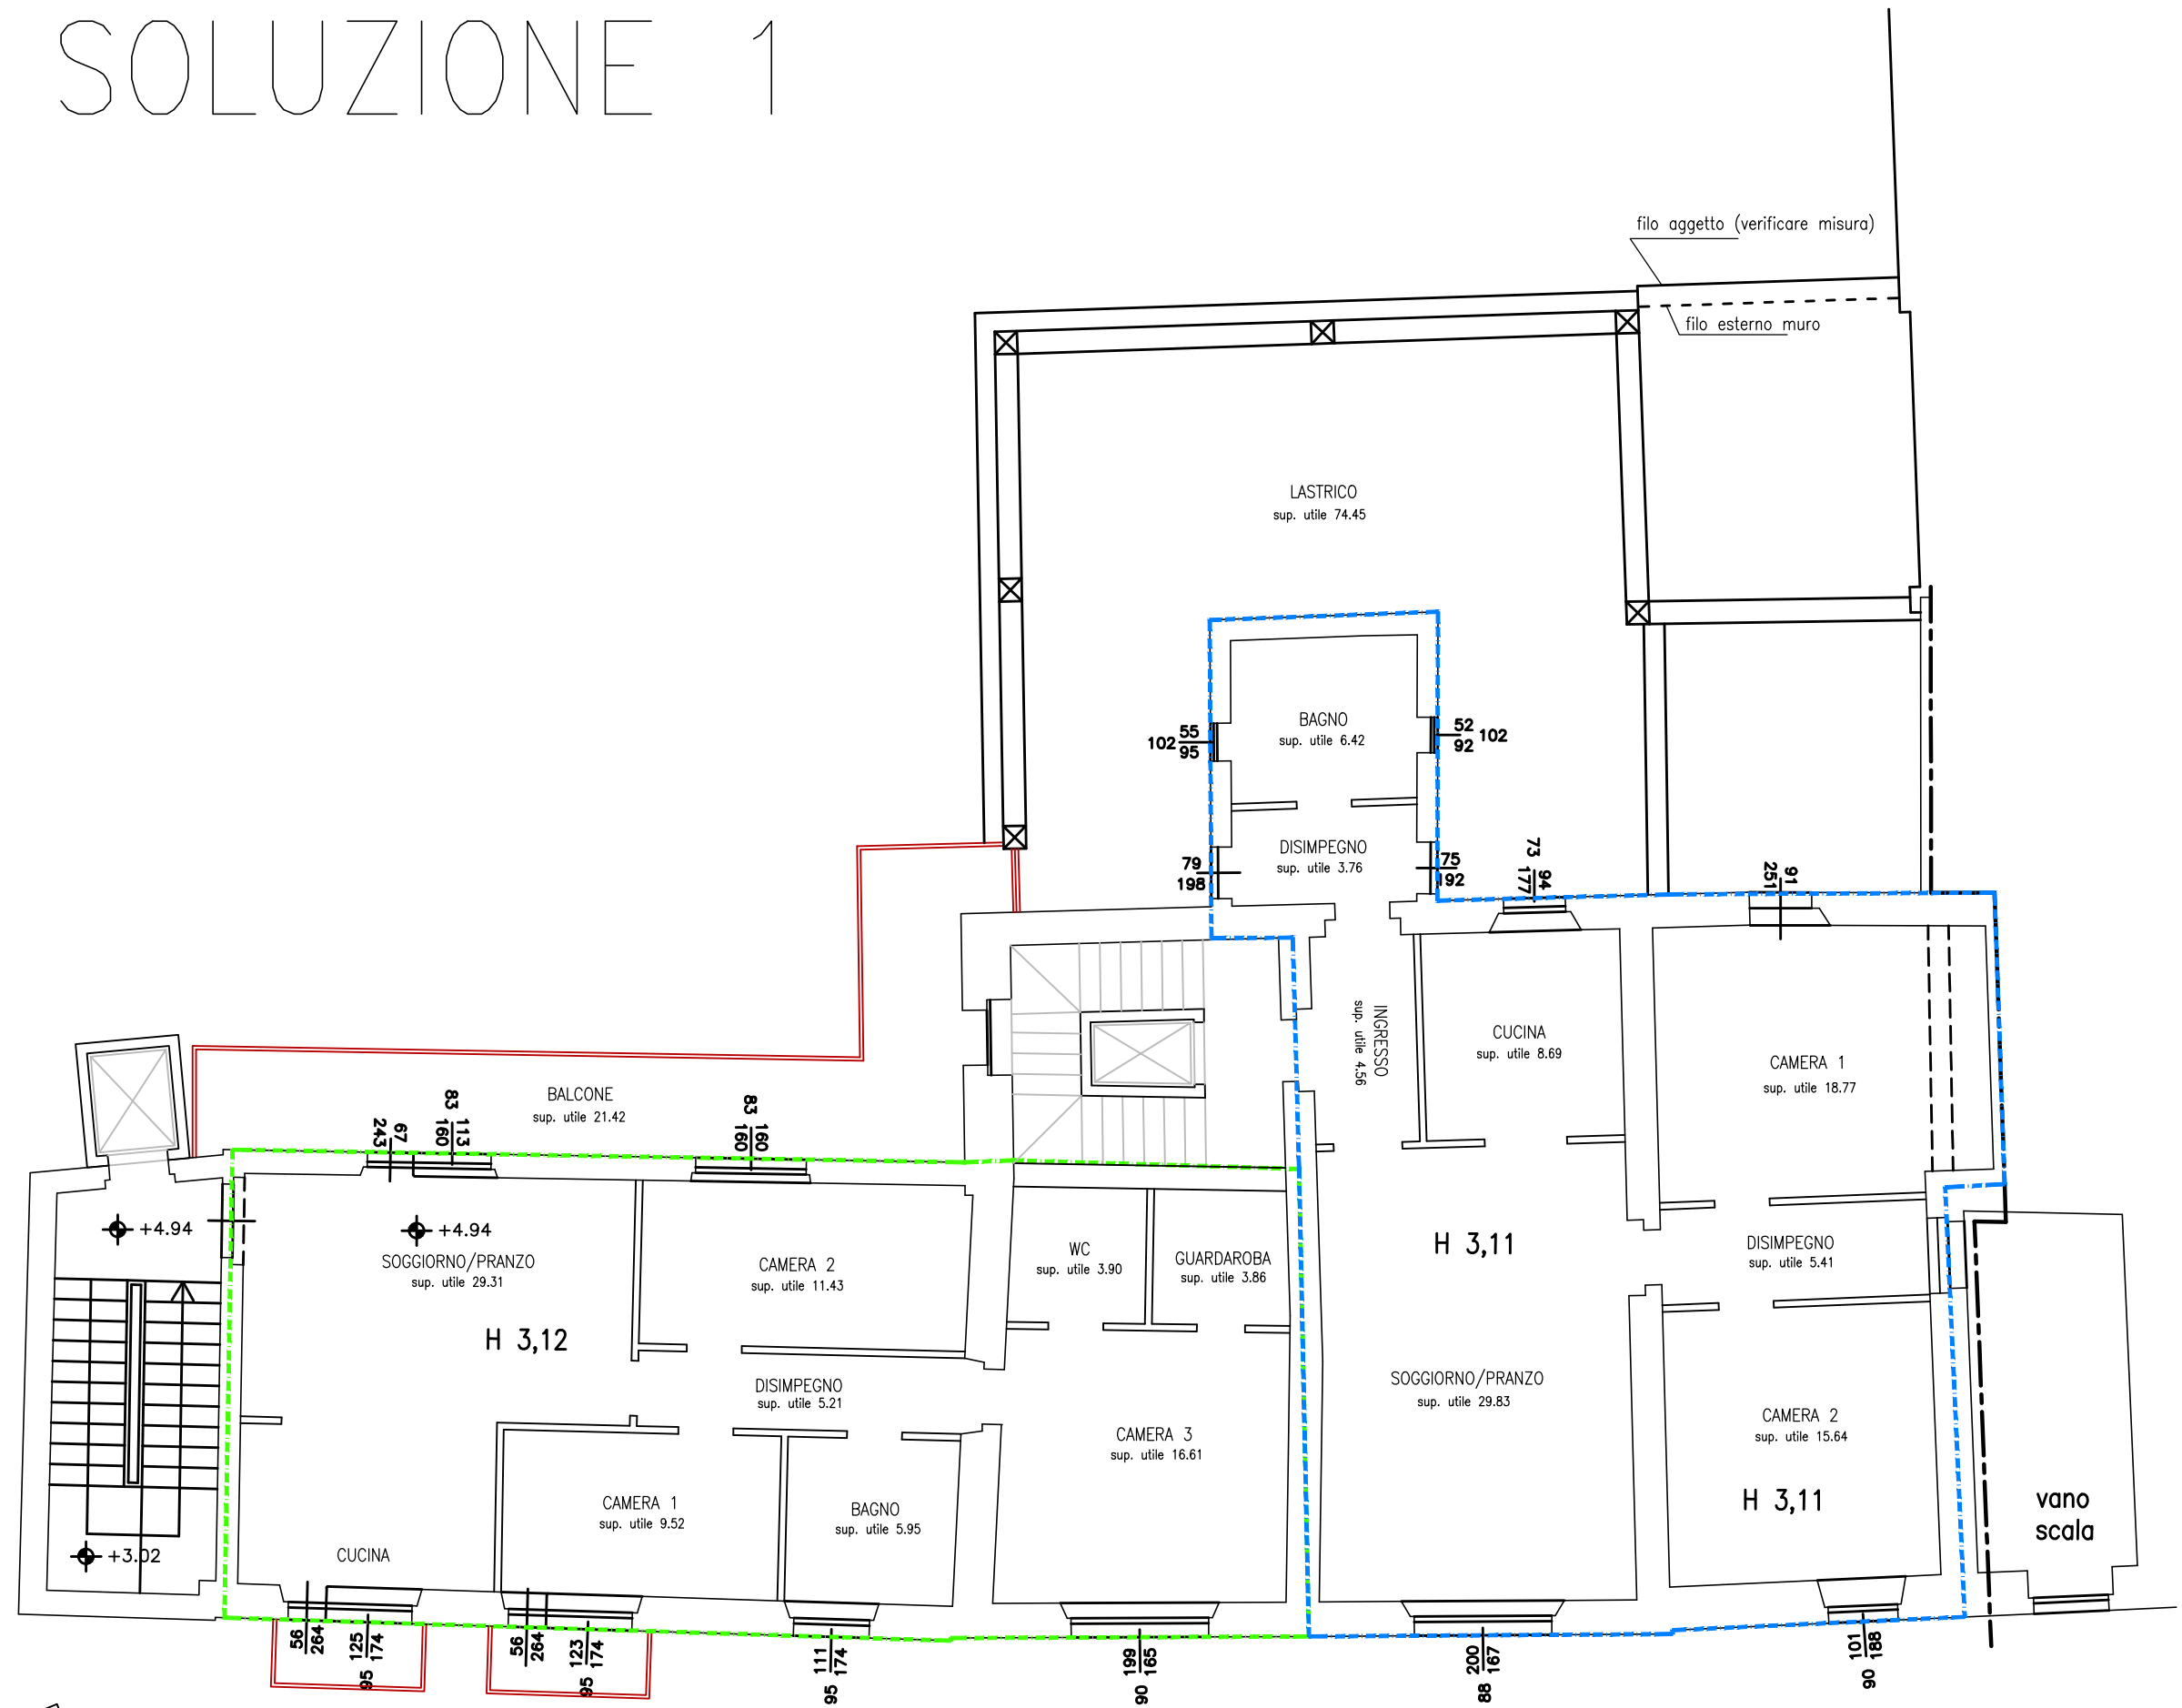 SOLUZIONE 1
filo aggetto (verificare misura)
filo esterno muro
LASTRICO
sup. utile 74.45
BAGNO
sup. utile 6.42
102 55
95
52 102
92
DISIMPEGNO
sup. utile 3.76
79
198
75
192
73 94
177
91
251
INGRESSO
sup. utile 4.56
CUCINA
sup. utile 8.69
CAMERA 1
sup. utile 18.77
BALCONE
sup. utile 21.42
67
243
83 113
160
83 160
160
+4.94
+4.94
SOGGIORNO/PRANZO
sup. utile 29.31
CAMERA 2
sup. utile 11.43
WC
sup. utile 3.90
GUARDAROBA
sup. utile 3.86
H 3,11
DISIMPEGNO
sup. utile 5.41
H 3,12
DISIMPEGNO
sup. utile 5.21
SOGGIORNO/PRANZO
sup. utile 29.83
CAMERA 3
sup. utile 16.61
CAMERA 2
sup. utile 15.64
CAMERA 1
sup. utile 9.52
BAGNO
sup. utile 5.95
H 3,11
vano
scala
+3.02
CUCINA
56
264
125
174
95
56
264
123
174
95
111
174
95
199
165
90
200
167
88
101
188
90